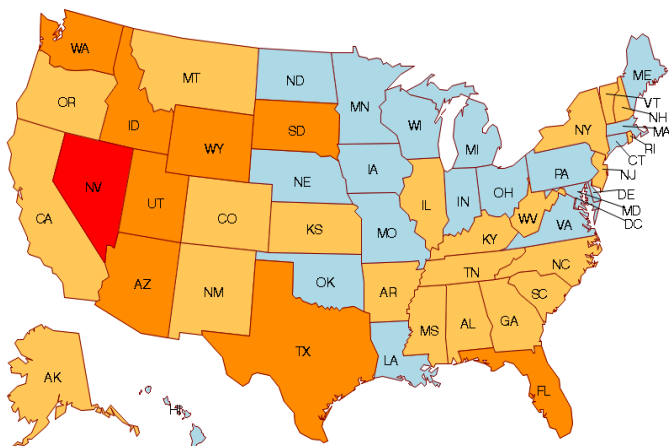 WA
MT
ND
MN
ME
VT
NH
MA
RI
CT
NJ
OR
ID
SD
WI
MI
NY
WY
NE
IA
PA
DE
MD
DC
NV
UT
CO
IL
IN
OH
WV
VA
CA
KS
MO
KY
AZ
NM
OK
AR
TN
NC
SC
MS
AL
GA
TX
LA
FL
AK
HI